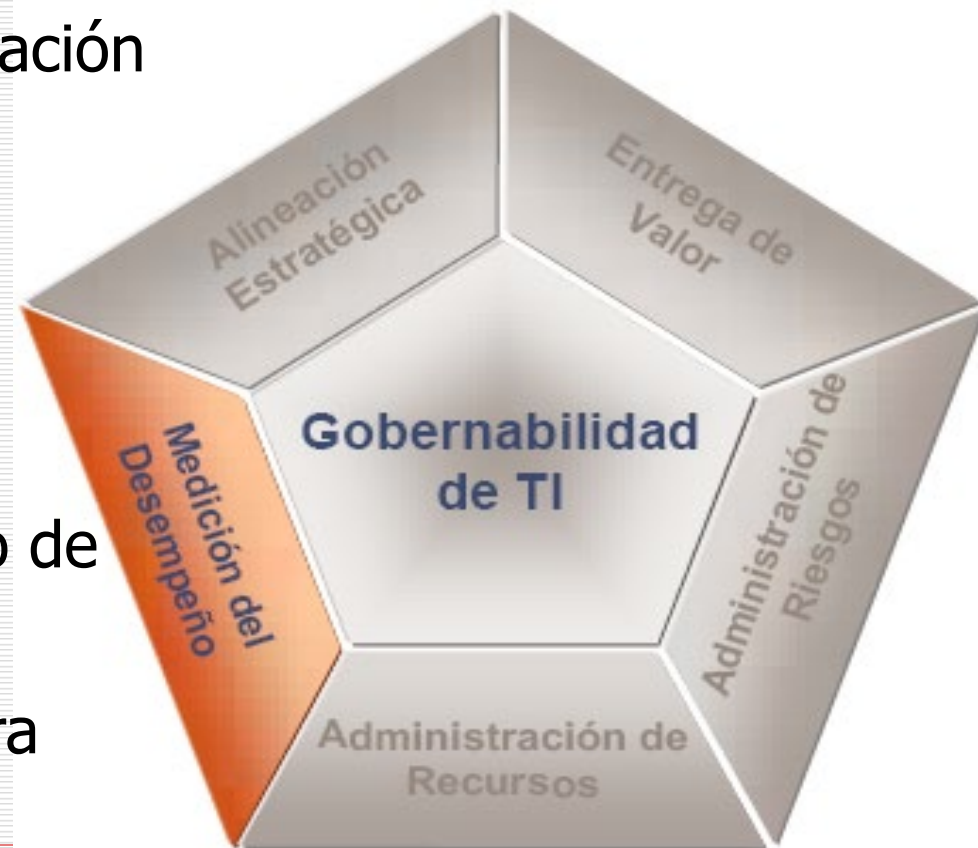 ación
Alineación
Estratégica
Entrega de
Valor
Gobernabilidad
de TI
Medición del
Desempeño
Administración de
Riesgos
o de
ra
Administración de
Recursos